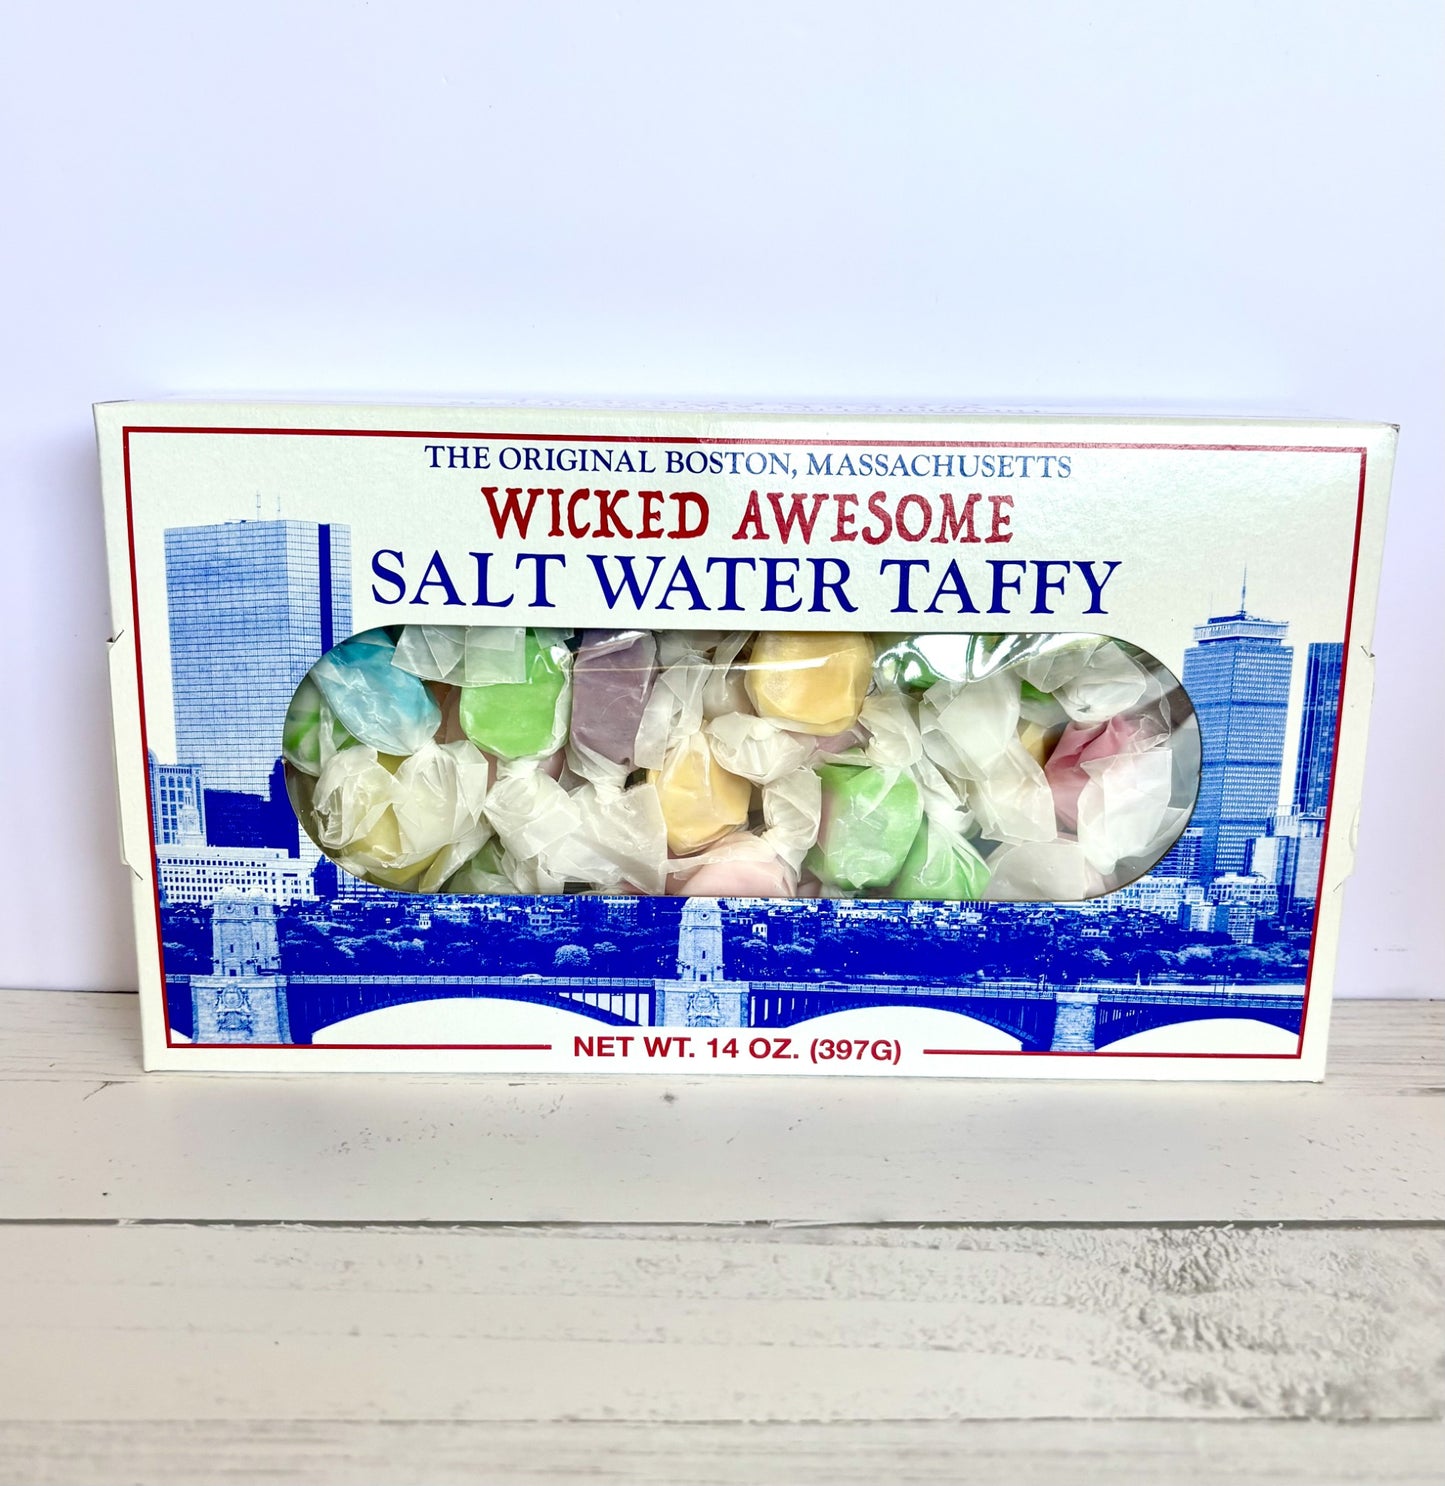 THE ORIGINAL BOSTON, MASSACHUSETTS
WICKED AWESOME
SALT WATER TAFFY
NET WT. 14 OZ. (397G)